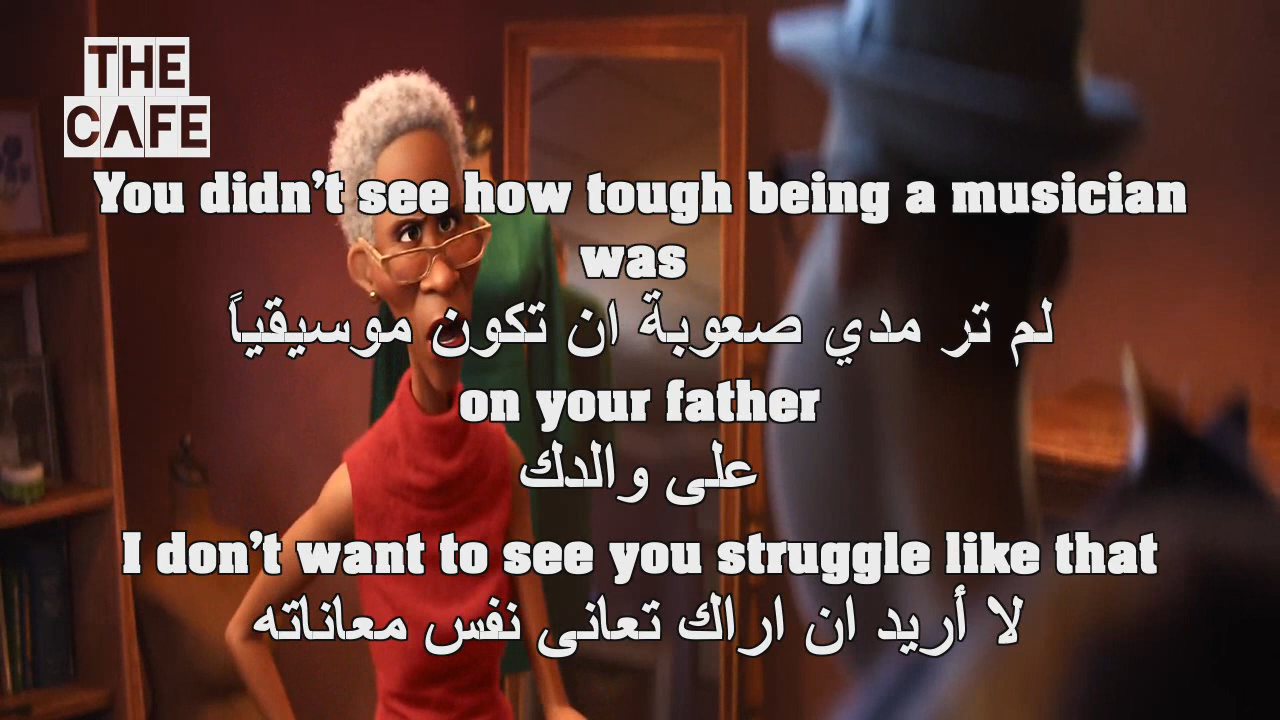 THE
CAFE
You didn't see how tough being a musician
was
لم تر مدي صعوبة ان تكون موسيقياً
on your father
على والدك
I don't want to see you struggle like that
لا أريد ان اراك تعانى نفس معاناته